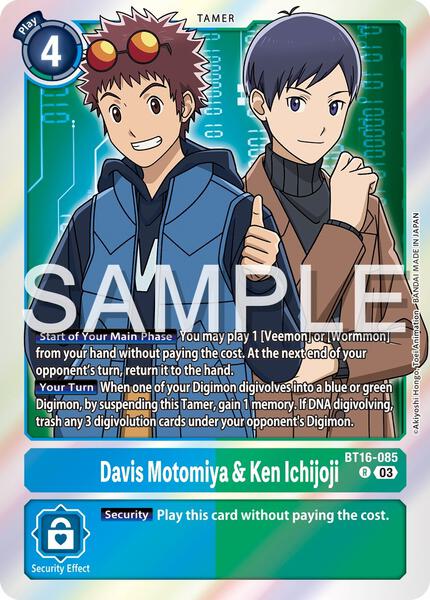 TAMER
Play
4
SAMPLE
Start of Your Main Phase You may play 1 [Veemon] or [Wormmon]
from your hand without paying the cost. At the next end of your
opponent's turn, return it to the hand.
Your Turn When one of your Digimon digivolves into a blue or green
Digimon, by suspending this Tamer, gain 1 memory. If DNA digivolving,
trash any 3 digivolution cards under your opponent's Digimon.
©Akiyoshi Hongo, Toei Animation BANDAI MADE IN JAPAN
BT16-085
Davis Motomiya & Ken Ichijoji
R 03
Security Play this card without paying the cost.
Security Effect